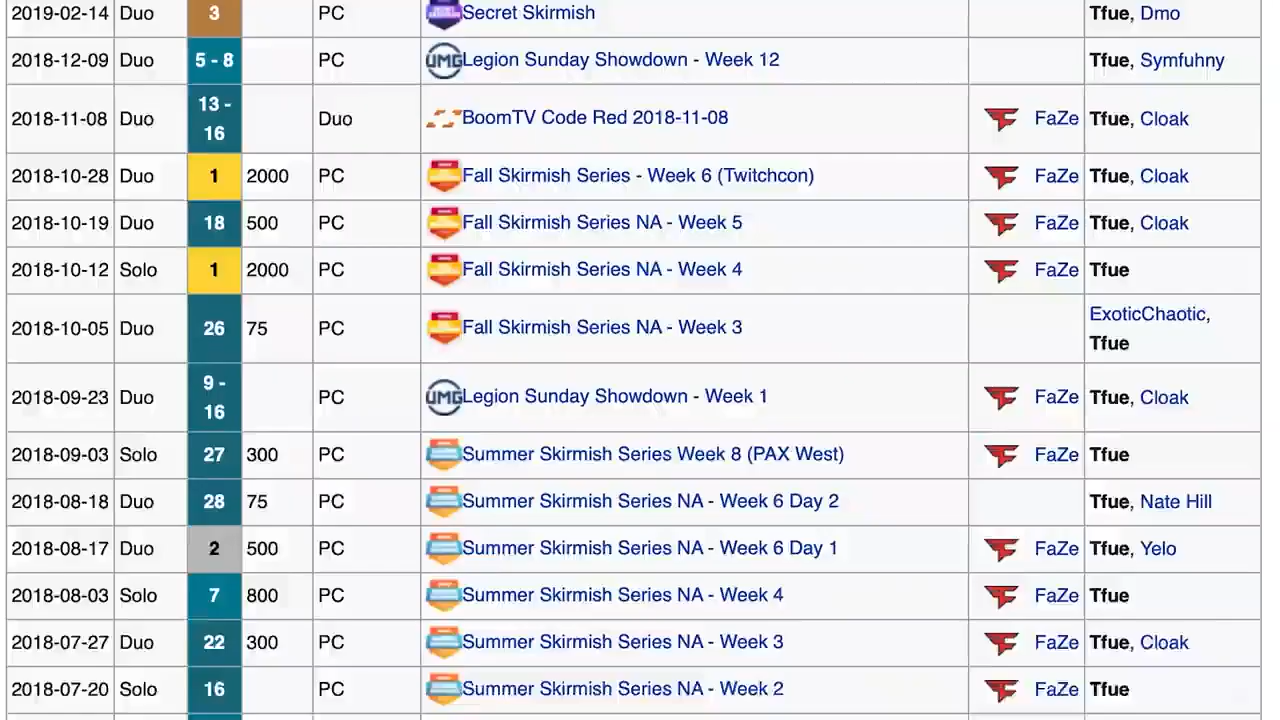 2019-02-14 Duo 3 PC Secret Skirmish Tfue, Dmo
2018-12-09 Duo 5 - 8 PC UMG Legion Sunday Showdown - Week 12 Tfue, Symfuhny
2018-11-08 Duo 13 - 16 Duo BoomTV Code Red 2018-11-08 FaZe Tfue, Cloak
2018-10-28 Duo 1 2000 PC Fall Skirmish Series - Week 6 (Twitchcon) FaZe Tfue, Cloak
2018-10-19 Duo 18 500 PC Fall Skirmish Series NA - Week 5 FaZe Tfue, Cloak
2018-10-12 Solo 1 2000 PC Fall Skirmish Series NA - Week 4 FaZe Tfue
2018-10-05 Duo 26 75 PC Fall Skirmish Series NA - Week 3 ExoticChaotic, Tfue
2018-09-23 Duo 9 - 16 PC UMG Legion Sunday Showdown - Week 1 FaZe Tfue, Cloak
2018-09-03 Solo 27 300 PC Summer Skirmish Series Week 8 (PAX West) FaZe Tfue
2018-08-18 Duo 28 75 PC Summer Skirmish Series NA - Week 6 Day 2 Tfue, Nate Hill
2018-08-17 Duo 2 500 PC Summer Skirmish Series NA - Week 6 Day 1 FaZe Tfue, Yelo
2018-08-03 Solo 7 800 PC Summer Skirmish Series NA - Week 4 FaZe Tfue
2018-07-27 Duo 22 300 PC Summer Skirmish Series NA - Week 3 FaZe Tfue, Cloak
2018-07-20 Solo 16 PC Summer Skirmish Series NA - Week 2 FaZe Tfue